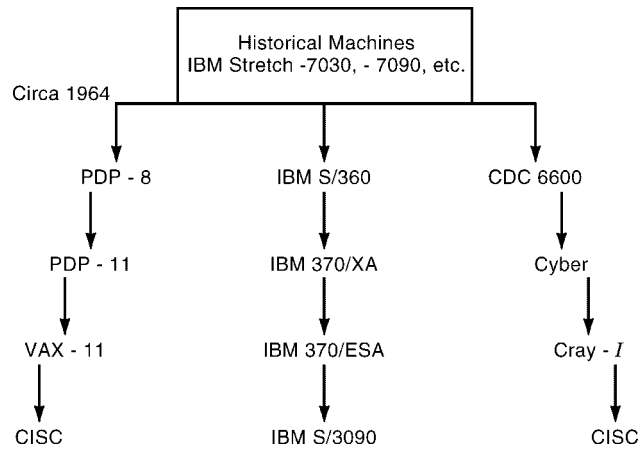 Historical Machines
IBM Stretch -7030, - 7090, etc.
Circa 1964
PDP - 8
IBM S/360
CDC 6600
PDP - 11
IBM 370/XA
Cyber
VAX - 11
IBM 370/ESA
Cray - I
CISC
IBM S/3090
CISC